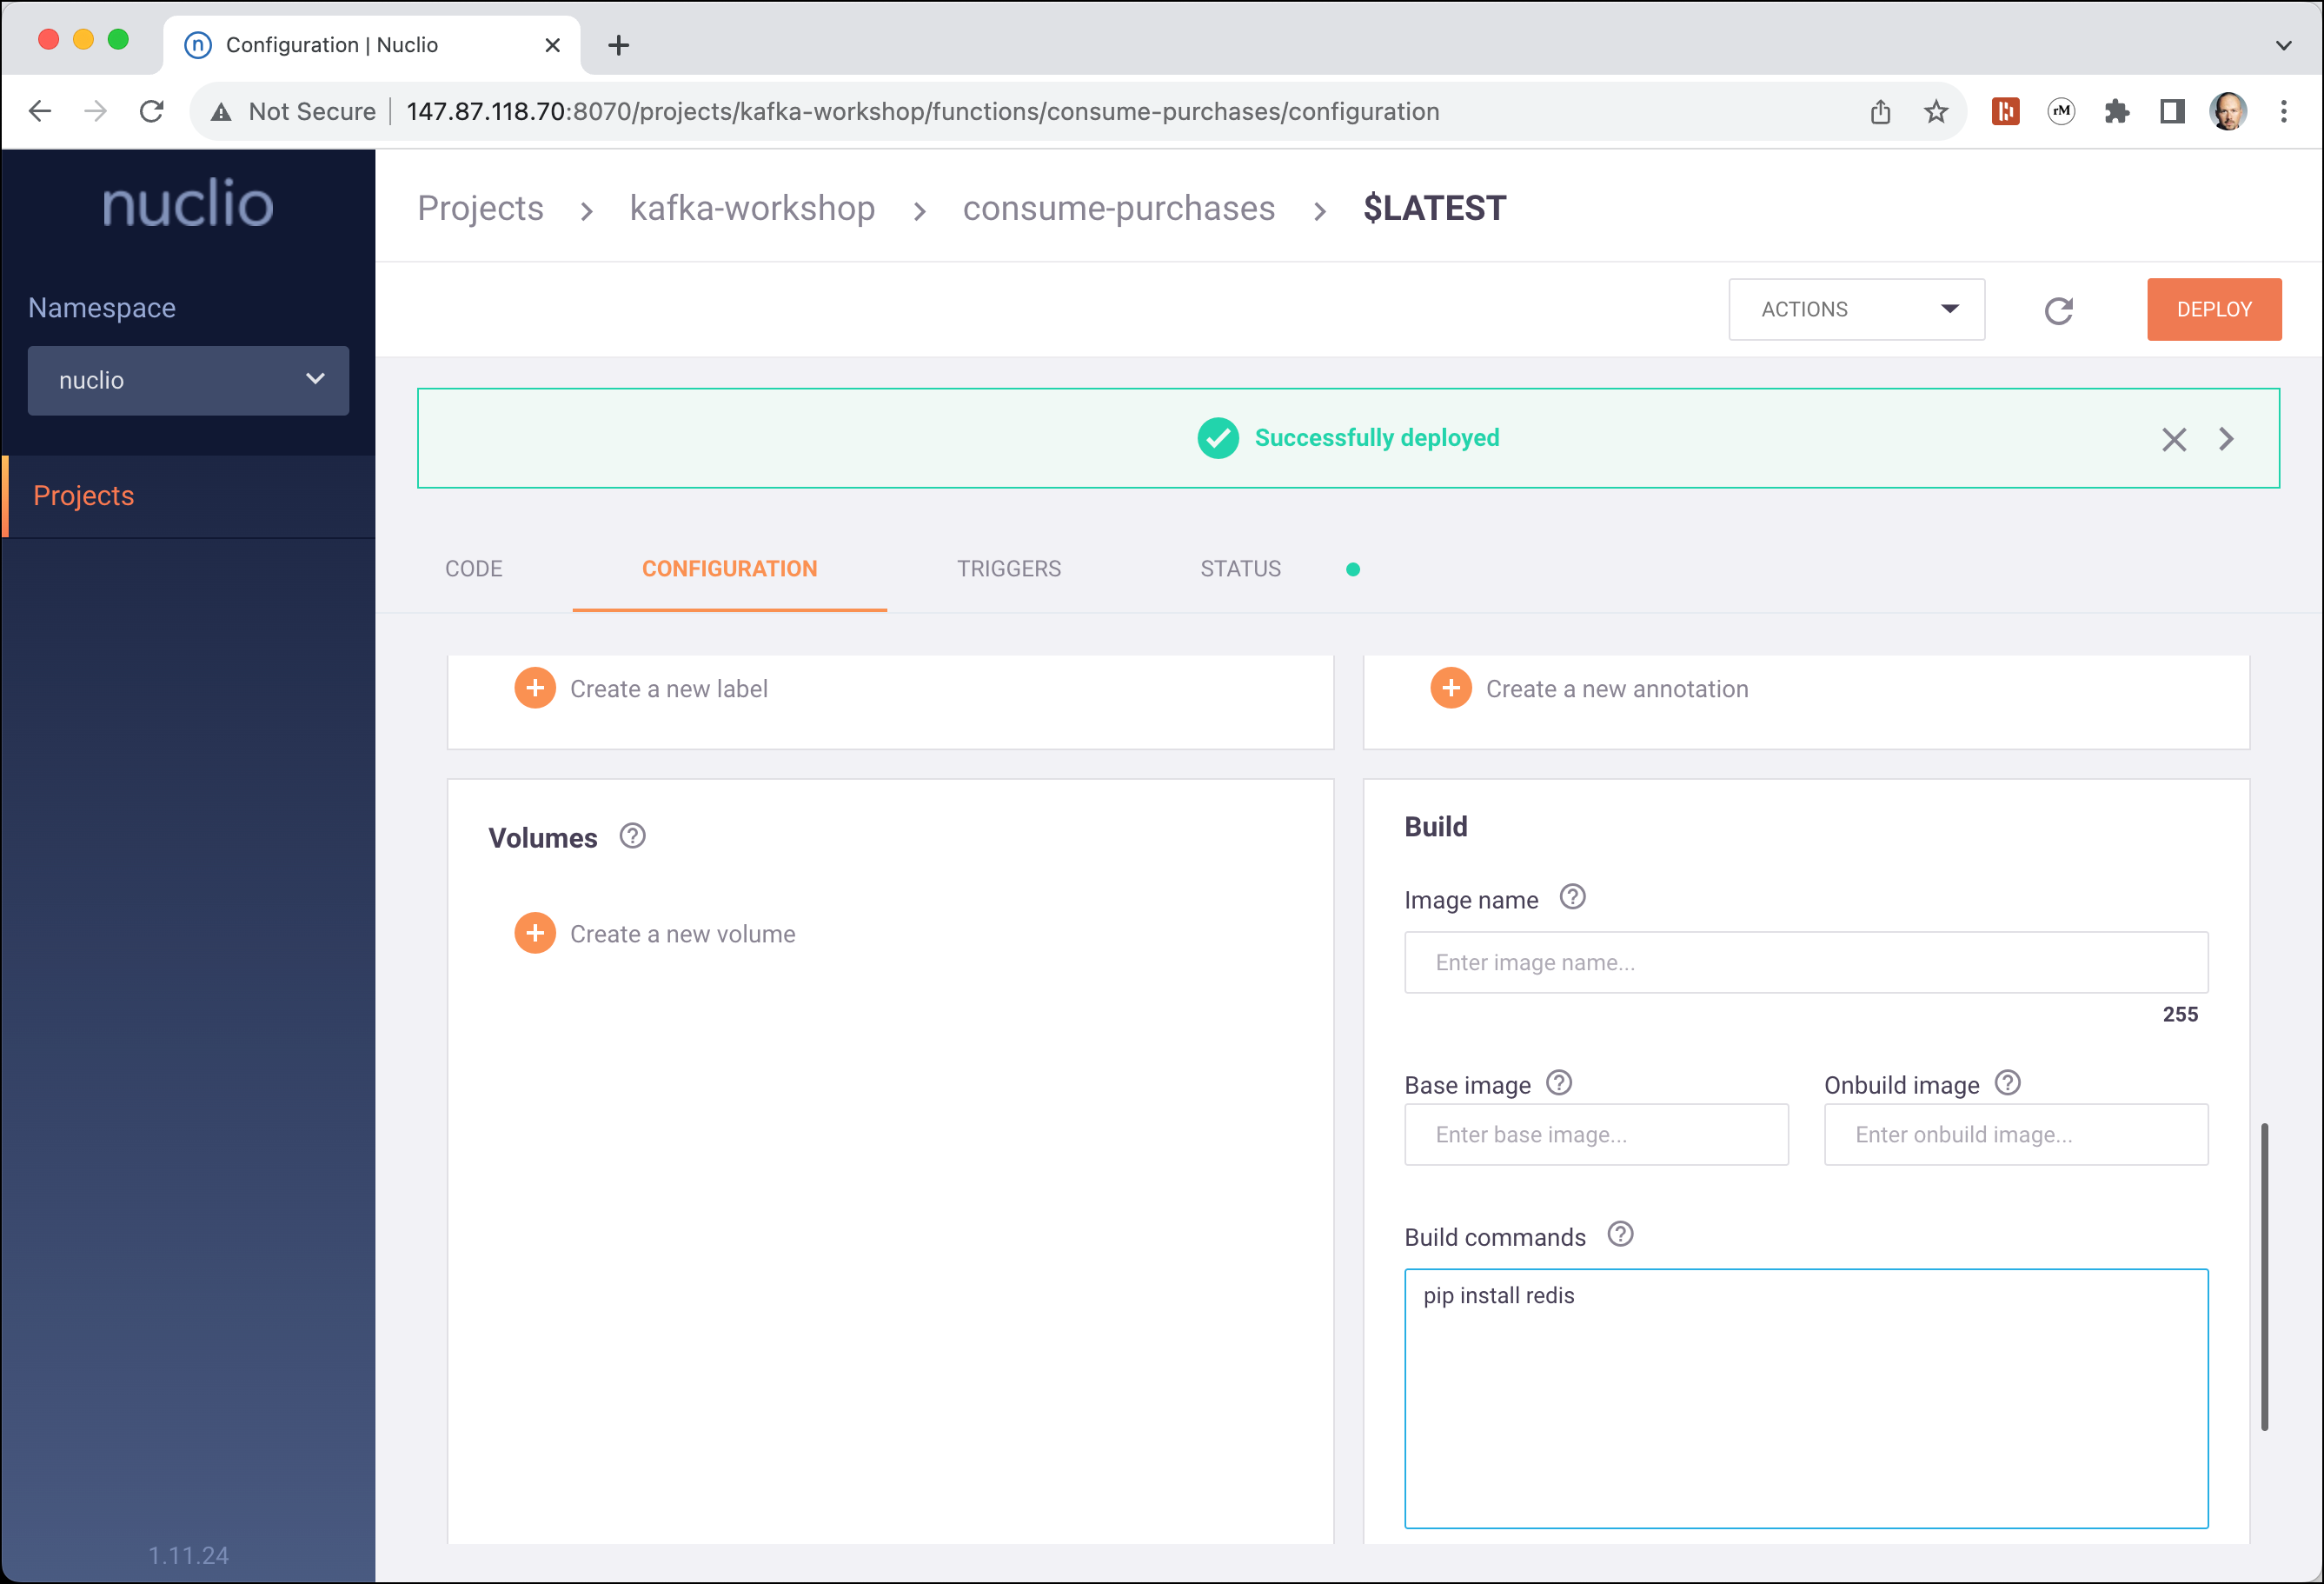 Configuration | Nuclio
Not Secure 147.87.118.70:8070/projects/kafka-workshop/functions/consume-purchases/configuration
rM
nuclio
Projects kafka-workshop consume-purchases $LATEST
Namespace
nuclio
Projects
1.11.24
ACTIONS
DEPLOY
Successfully deployed
CODE CONFIGURATION TRIGGERS STATUS
Create a new label
Create a new annotation
Volumes
Create a new volume
Build
Image name
Enter image name...
255
Base image Onbuild image
Enter base image... Enter onbuild image...
Build commands
pip install redis